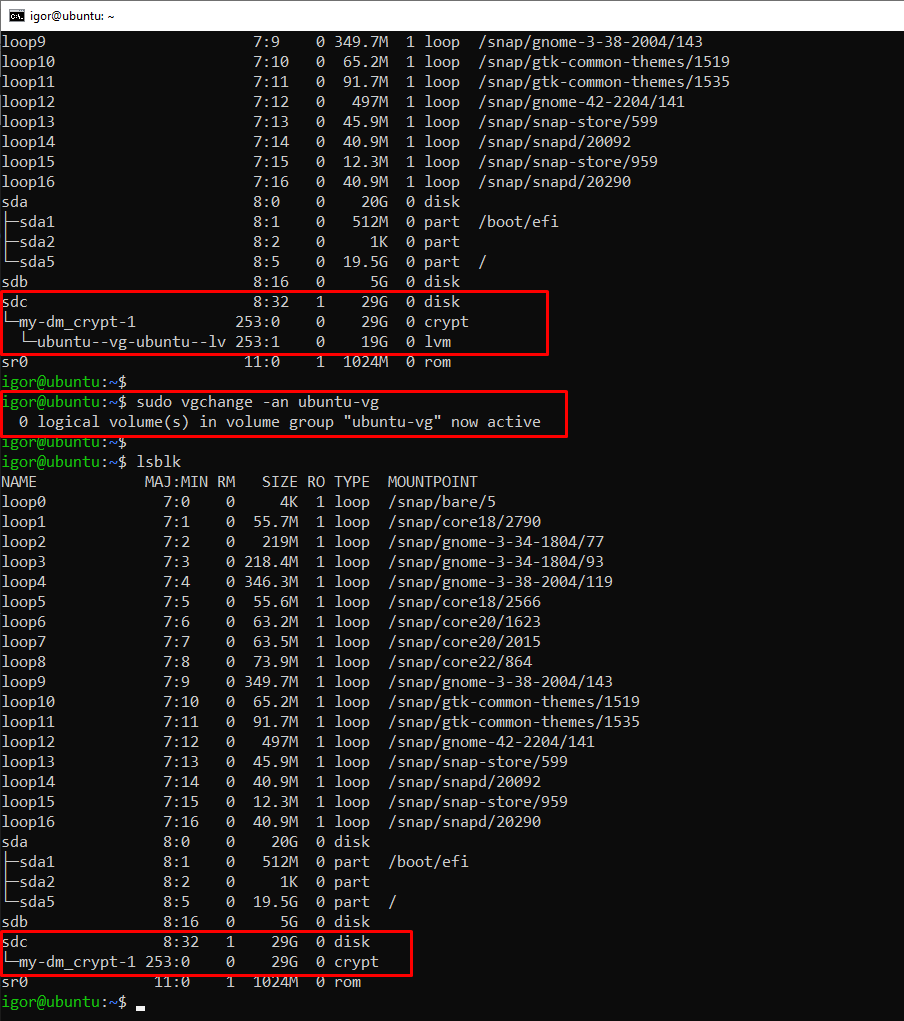 igor@ubuntu: ~
loop9 7:9 0 349.7M 1 loop /snap/gnome-3-38-2004/143
loop10 7:10 0 65.2M 1 loop /snap/gtk-common-themes/1519
loop11 7:11 0 91.7M 1 loop /snap/gtk-common-themes/1535
loop12 7:12 0 497M 1 loop /snap/gnome-42-2204/141
loop13 7:13 0 45.9M 1 loop /snap/snap-store/599
loop14 7:14 0 40.9M 1 loop /snap/snapd/20092
loop15 7:15 0 12.3M 1 loop /snap/snap-store/959
loop16 7:16 0 40.9M 1 loop /snap/snapd/20290
sda 8:0 0 20G 0 disk
├─sda1 8:1 0 512M 0 part /boot/efi
├─sda2 8:2 0 1K 0 part
└─sda5 8:5 0 19.5G 0 part /
sdb 8:16 0 5G 0 disk
sdc 8:32 1 29G 0 disk
└─my-dm_crypt-1 253:0 0 29G 0 crypt
└─ubuntu--vg-ubuntu--lv 253:1 0 19G 0 lvm
sr0 11:0 1 1024M 0 rom
igor@ubuntu:~$
igor@ubuntu:~$ sudo vgchange -an ubuntu-vg
0 logical volume(s) in volume group "ubuntu-vg" now active
igor@ubuntu:~$
igor@ubuntu:~$ lsblk
NAME MAJ:MIN RM SIZE RO TYPE MOUNTPOINT
loop0 7:0 0 4K 1 loop /snap/bare/5
loop1 7:1 0 55.7M 1 loop /snap/core18/2790
loop2 7:2 0 219M 1 loop /snap/gnome-3-34-1804/77
loop3 7:3 0 218.4M 1 loop /snap/gnome-3-34-1804/93
loop4 7:4 0 346.3M 1 loop /snap/gnome-3-38-2004/119
loop5 7:5 0 55.6M 1 loop /snap/core18/2566
loop6 7:6 0 63.2M 1 loop /snap/core20/1623
loop7 7:7 0 63.5M 1 loop /snap/core20/2015
loop8 7:8 0 73.9M 1 loop /snap/core22/864
loop9 7:9 0 349.7M 1 loop /snap/gnome-3-38-2004/143
loop10 7:10 0 65.2M 1 loop /snap/gtk-common-themes/1519
loop11 7:11 0 91.7M 1 loop /snap/gtk-common-themes/1535
loop12 7:12 0 497M 1 loop /snap/gnome-42-2204/141
loop13 7:13 0 45.9M 1 loop /snap/snap-store/599
loop14 7:14 0 40.9M 1 loop /snap/snapd/20092
loop15 7:15 0 12.3M 1 loop /snap/snap-store/959
loop16 7:16 0 40.9M 1 loop /snap/snapd/20290
sda 8:0 0 20G 0 disk
├─sda1 8:1 0 512M 0 part /boot/efi
├─sda2 8:2 0 1K 0 part
└─sda5 8:5 0 19.5G 0 part /
sdb 8:16 0 5G 0 disk
sdc 8:32 1 29G 0 disk
└─my-dm_crypt-1 253:0 0 29G 0 crypt
sr0 11:0 1 1024M 0 rom
igor@ubuntu:~$